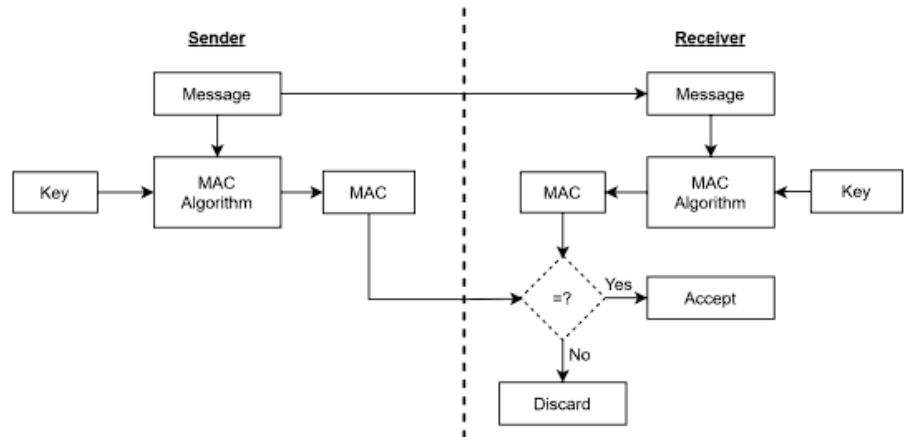 Sender
Receiver
Message
Message
Key
MAC
Algorithm
MAC
MAC
MAC
Algorithm
Key
=?
Yes
Accept
No
Discard